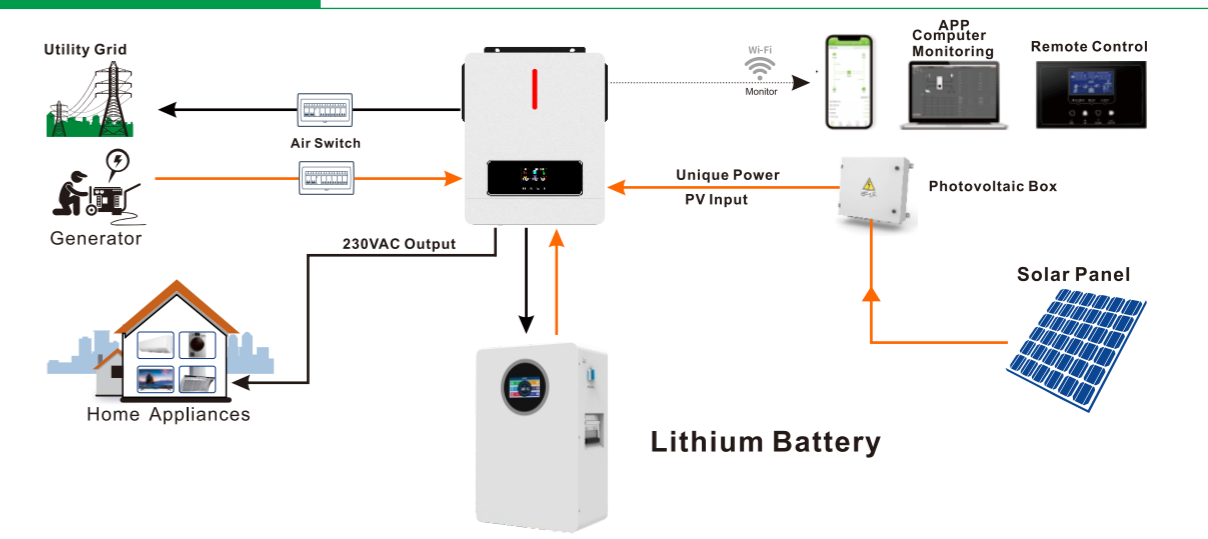 Utility Grid
Air Switch
Generator
230VAC Output
Home Appliances
Wi-Fi
Monitor
APP
Computer
Monitoring
Remote Control
Unique Power
PV Input
Photovoltaic Box
Solar Panel
Lithium Battery